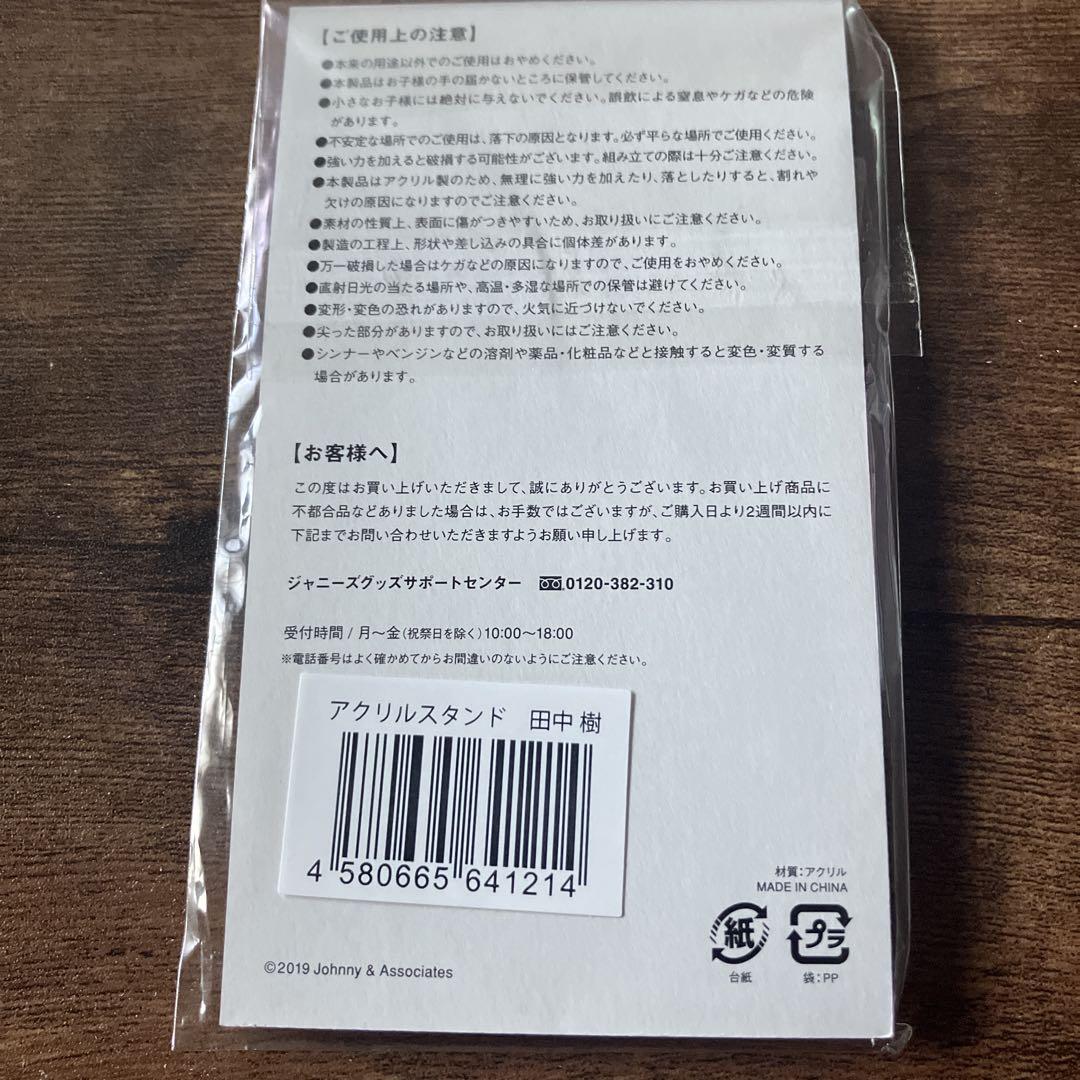 【ご使用上の注意】
●本来の用途以外でのご使用はおやめください。
●本製品はお子様の手の届かないところに保管してください。
●小さなお子様には絶対に与えないでください。誤飲による窒息やケガなどの危険
があります。
●不安定な場所でのご使用は、落下の原因となります。必ず平らな場所でご使用ください。
●強い力を加えると破損する可能性がございます。組み立ての際は十分ご注意ください。
●本製品はアクリル製のため、無理に強い力を加えたり、落としたりすると、割れや
欠けの原因になりますのでご注意ください。
●素材の性質上、表面に傷がつきやすいため、お取り扱いにご注意ください。
●製造の工程上、形状や差し込みの具合に個体差があります。
●万一破損した場合はケガなどの原因になりますので、ご使用をおやめください。
●直射日光の当たる場所や、高温・多湿な場所での保管は避けてください。
●変形・変色の恐れがありますので、火気に近づけないでください。
●尖った部分がありますので、お取り扱いにはご注意ください。
●シンナーやベンジンなどの溶剤や薬品・化粧品などと接触すると変色・変質する
場合があります。
【お客様へ】
この度はお買い上げいただきまして、誠にありがとうございます。お買い上げ商品に
不都合品などありました場合は、お手数ではございますが、ご購入日より2週間以内に
下記までお問い合わせいただきますようお願い申し上げます。
ジャニーズグッズサポートセンター 0120-382-310
受付時間 / 月〜金(祝祭日を除く)10:00〜18:00
※電話番号はよく確かめてからお間違いのないようにご注意ください。
アクリルスタンド 田中 樹
4 580665 641214
材質：アクリル
MADE IN CHINA
紙 プラ
台紙 袋：PP
©2019 Johnny & Associates